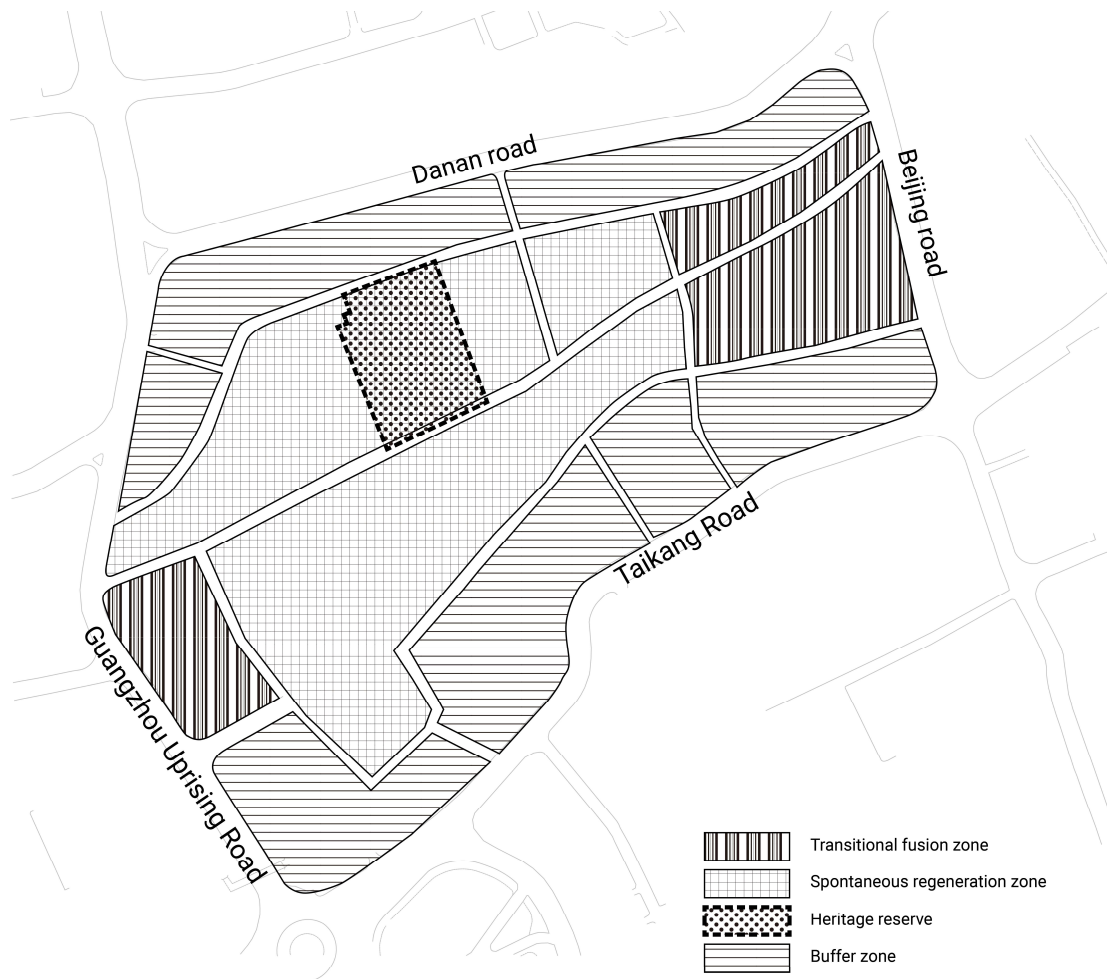 Danan road
Beijing road
Taikang Road
Guangzhou Uprising Road
Transitional fusion zone
Spontaneous regeneration zone
Heritage reserve
Buffer zone